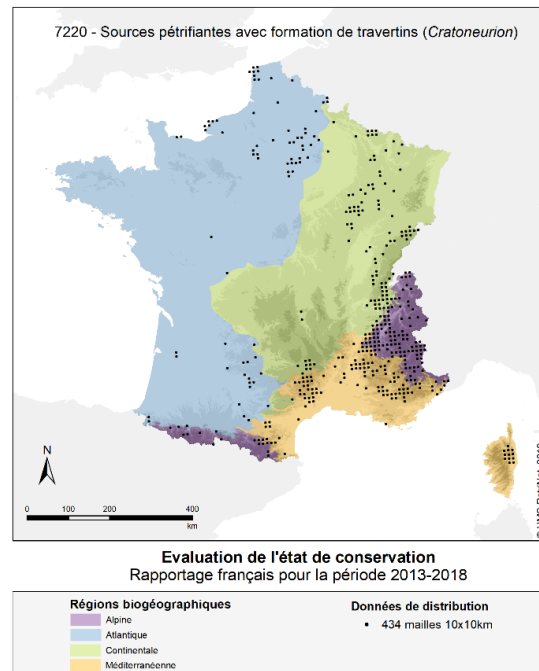 7220 - Sources pétrifiantes avec formation de travertins (Cratoneurion)
N
0 100 200 400
km
Evaluation de l'état de conservation
Rapportage français pour la période 2013-2018
Régions biogéographiques
Alpine
Atlantique
Continentale
Méditerranéenne
Données de distribution
434 mailles 10x10km